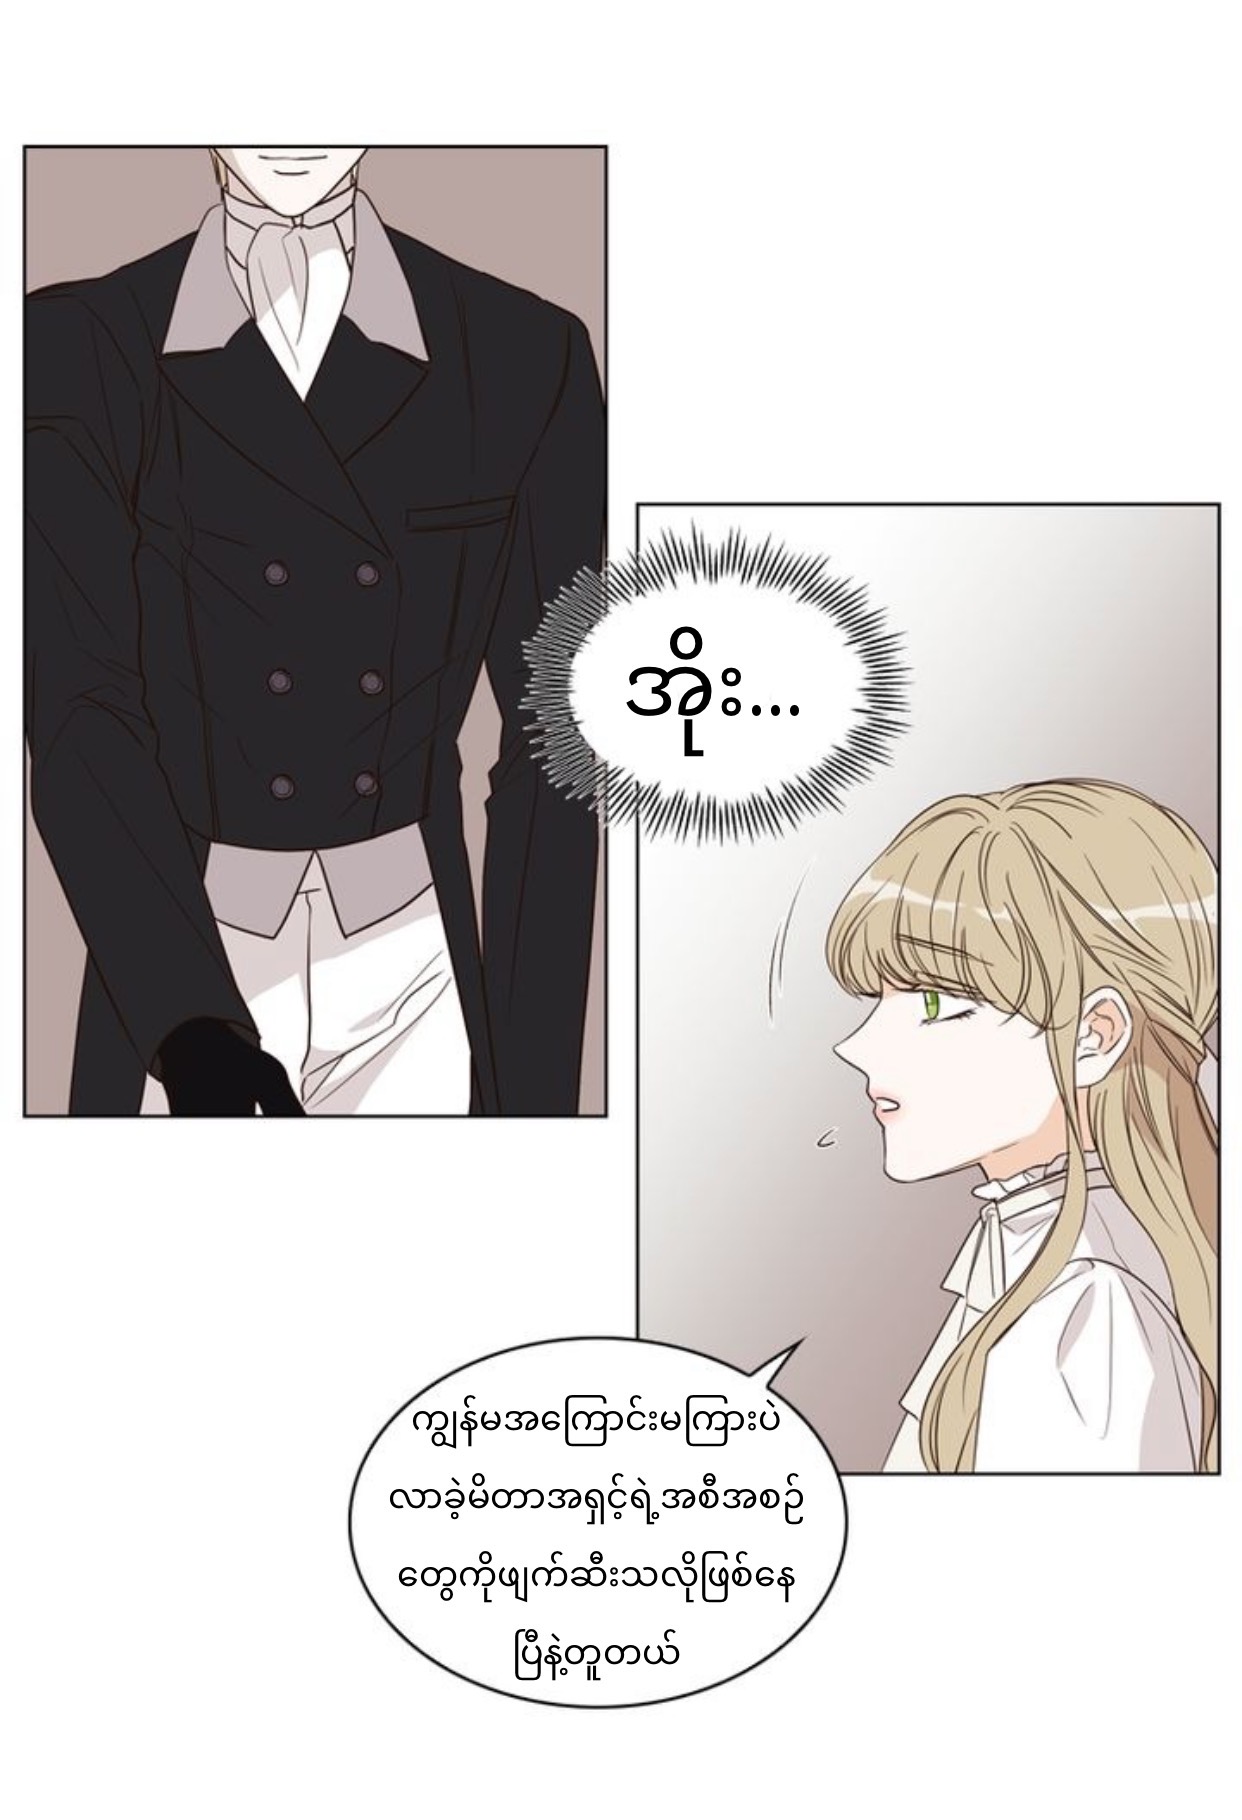 အိုး...
ကျွန်မအကြောင်းမကြားပဲ
လာခဲ့မိတာအရှင့်ရဲ့အစီအစဉ်
တွေကိုဖျက်ဆီးသလိုဖြစ်နေ
ပြီနဲ့တူတယ်